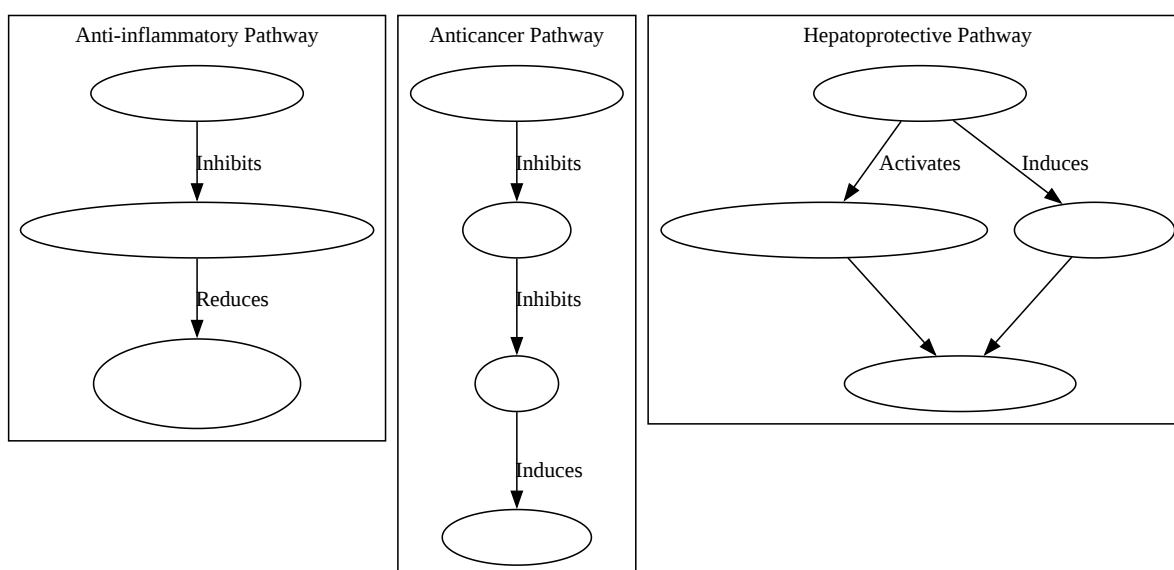 Anti-inflammatory Pathway
Inhibits
Reduces
Anticancer Pathway
Inhibits
Inhibits
Induces
Hepatoprotective Pathway
Activates
Induces